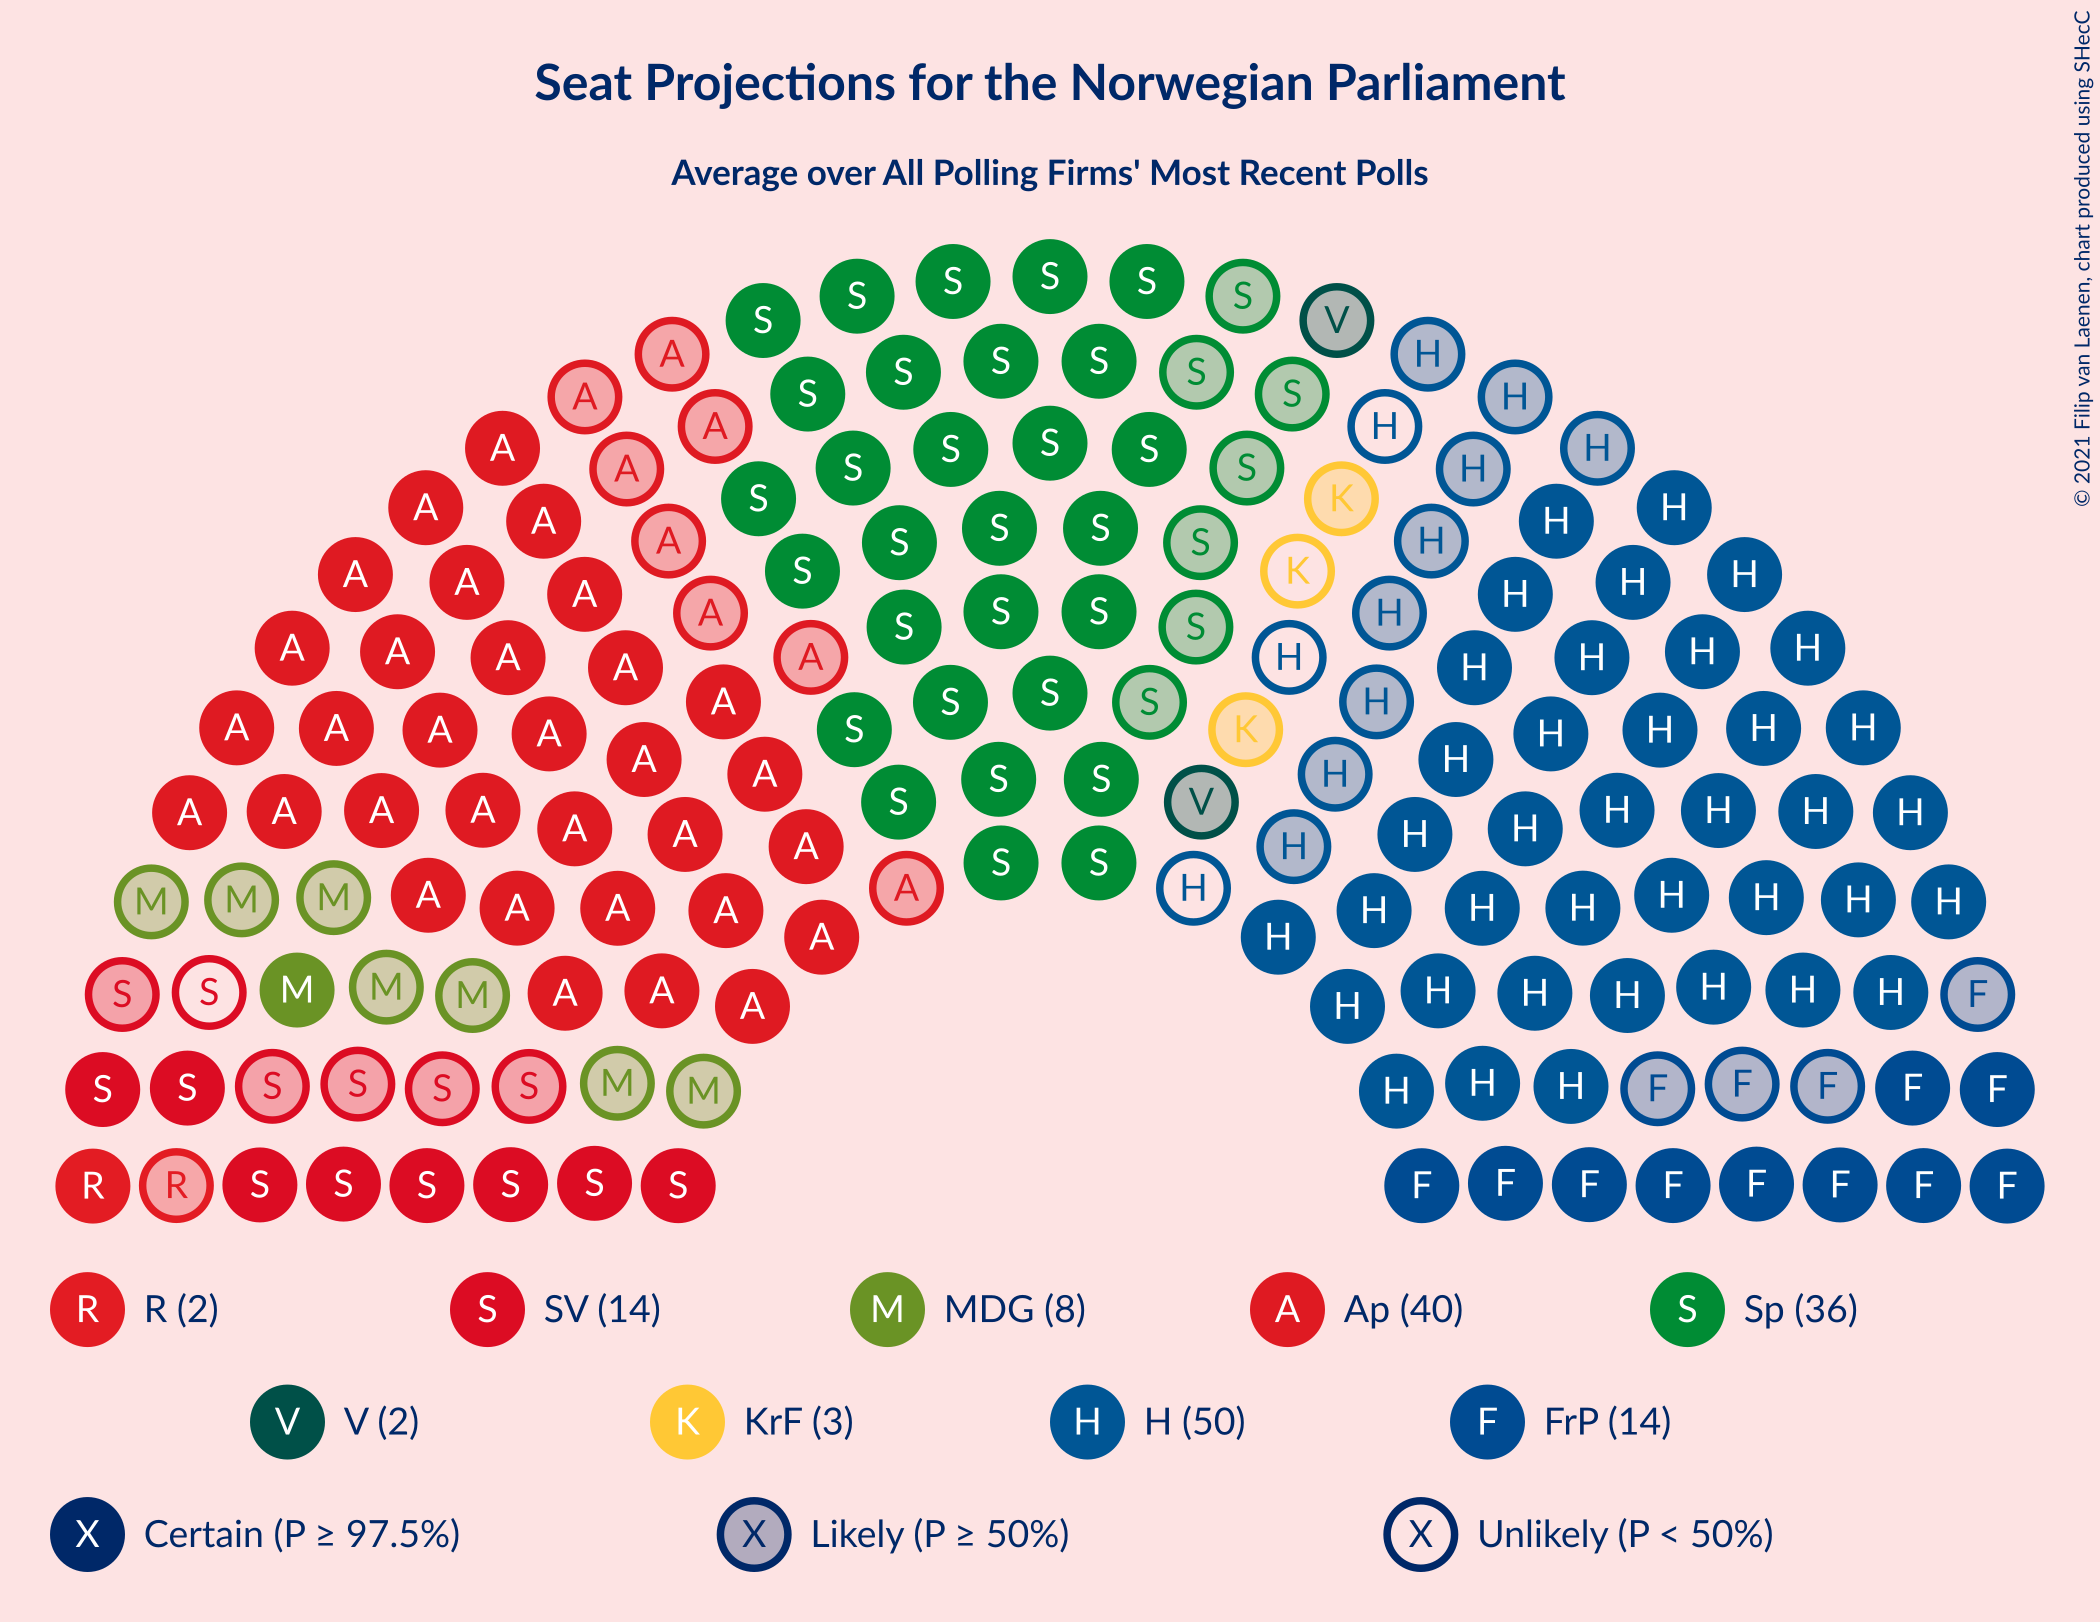 Seat Projections for the Norwegian Parliament
Average over All Polling Firms' Most Recent Polls
© 2021 Filip van Laenen, chart produced using SHecC
S S S S S S V
A H
A S S S S S S H
A H
A S S S S S K H
A S S S S K H
A S S S S H H
A S S S S K H
S S S V
A S S H
R R S S S S S S F F F F F F F F
R R (2) S SV (14) M MDG (8) A Ap (40) S Sp (36)
V V (2) K KrF (3) H H (50) F FrP (14)
X Certain (P ≥ 97.5%) X Likely (P ≥ 50%) X Unlikely (P < 50%)